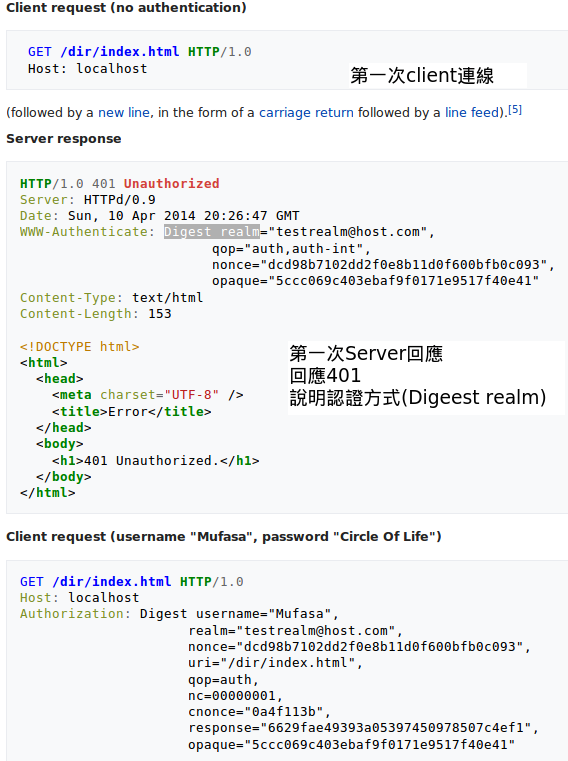 Client request (no authentication)
GET /dir/index.html HTTP/1.0
Host: localhost
第一次client連線
(followed by a new line, in the form of a carriage return followed by a line feed).[5]
Server response
HTTP/1.0 401 Unauthorized
Server: HTTPd/0.9
Date: Sun, 10 Apr 2014 20:26:47 GMT
WWW-Authenticate: Digest realm="testrealm@host.com",
qop="auth,auth-int",
nonce="dcd98b7102dd2f0e8b11d0f600bfb0c093",
opaque="5ccc069c403ebaf9f0171e9517f40e41"
Content-Type: text/html
Content-Length: 153
<!DOCTYPE html>
<html>
<head>
<meta charset="UTF-8" />
<title>Error</title>
</head>
<body>
<h1>401 Unauthorized.</h1>
</body>
</html>
第一次Server回應
回應401
說明認證方式(Digeest realm)
Client request (username "Mufasa", password "Circle Of Life")
GET /dir/index.html HTTP/1.0
Host: localhost
Authorization: Digest username="Mufasa",
realm="testrealm@host.com",
nonce="dcd98b7102dd2f0e8b11d0f600bfb0c093",
uri="/dir/index.html",
qop=auth,
nc=00000001,
cnonce="0a4f113b",
response="6629fae49393a05397450978507c4ef1",
opaque="5ccc069c403ebaf9f0171e9517f40e41"